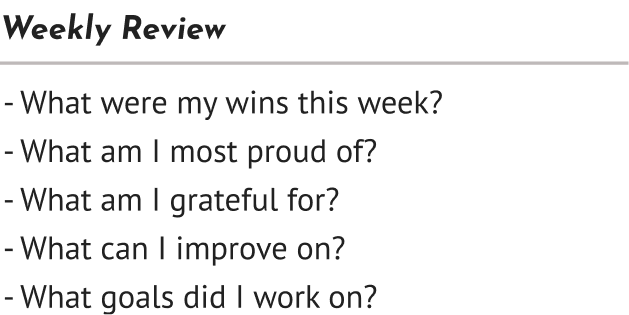 Weekly Review
- What were my wins this week?
- What am I most proud of?
- What am I grateful for?
- What can I improve on?
- What goals did I work on?